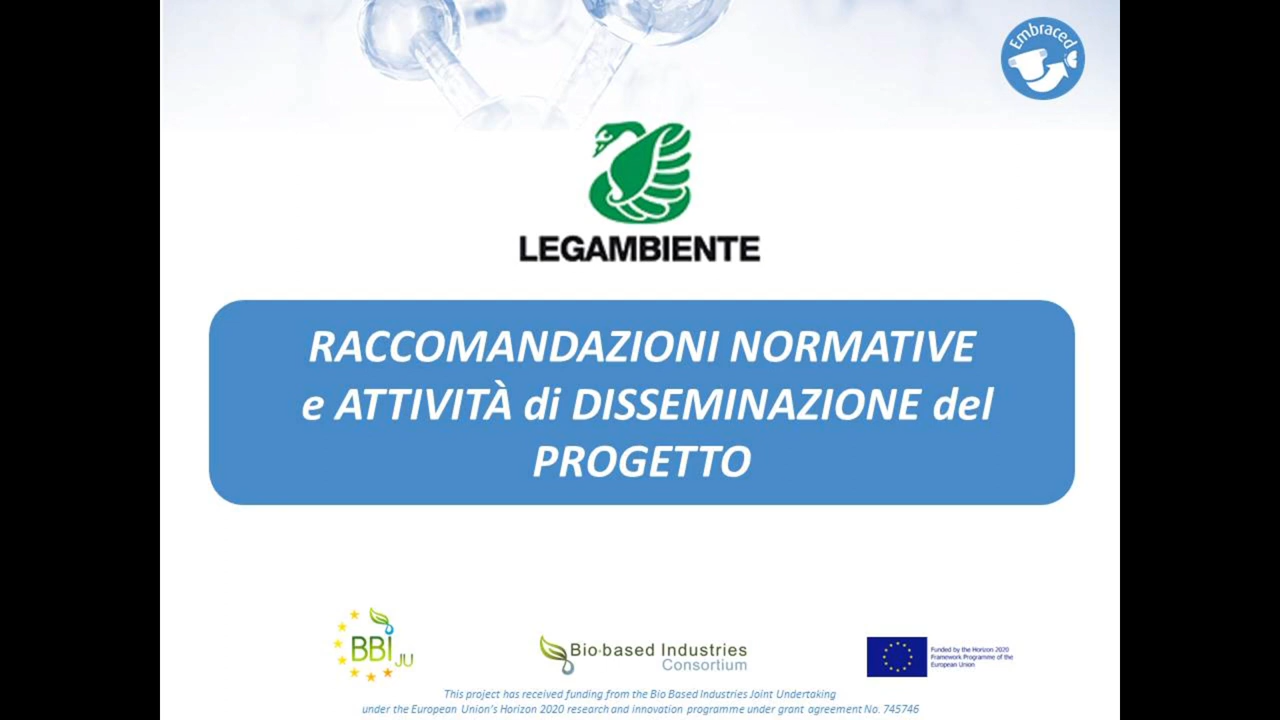 Embraced
LEGAMBIENTE
RACCOMANDAZIONI NORMATIVE
e ATTIVITÀ di DISSEMINAZIONE del
PROGETTO
BBI JU
Bio-based Industries
Consortium
Funded by the Horizon 2020
Framework Programme of the
European Union
This project has received funding from the Bio Based Industries Joint Undertaking
under the European Union's Horizon 2020 research and innovation programme under grant agreement No. 745746